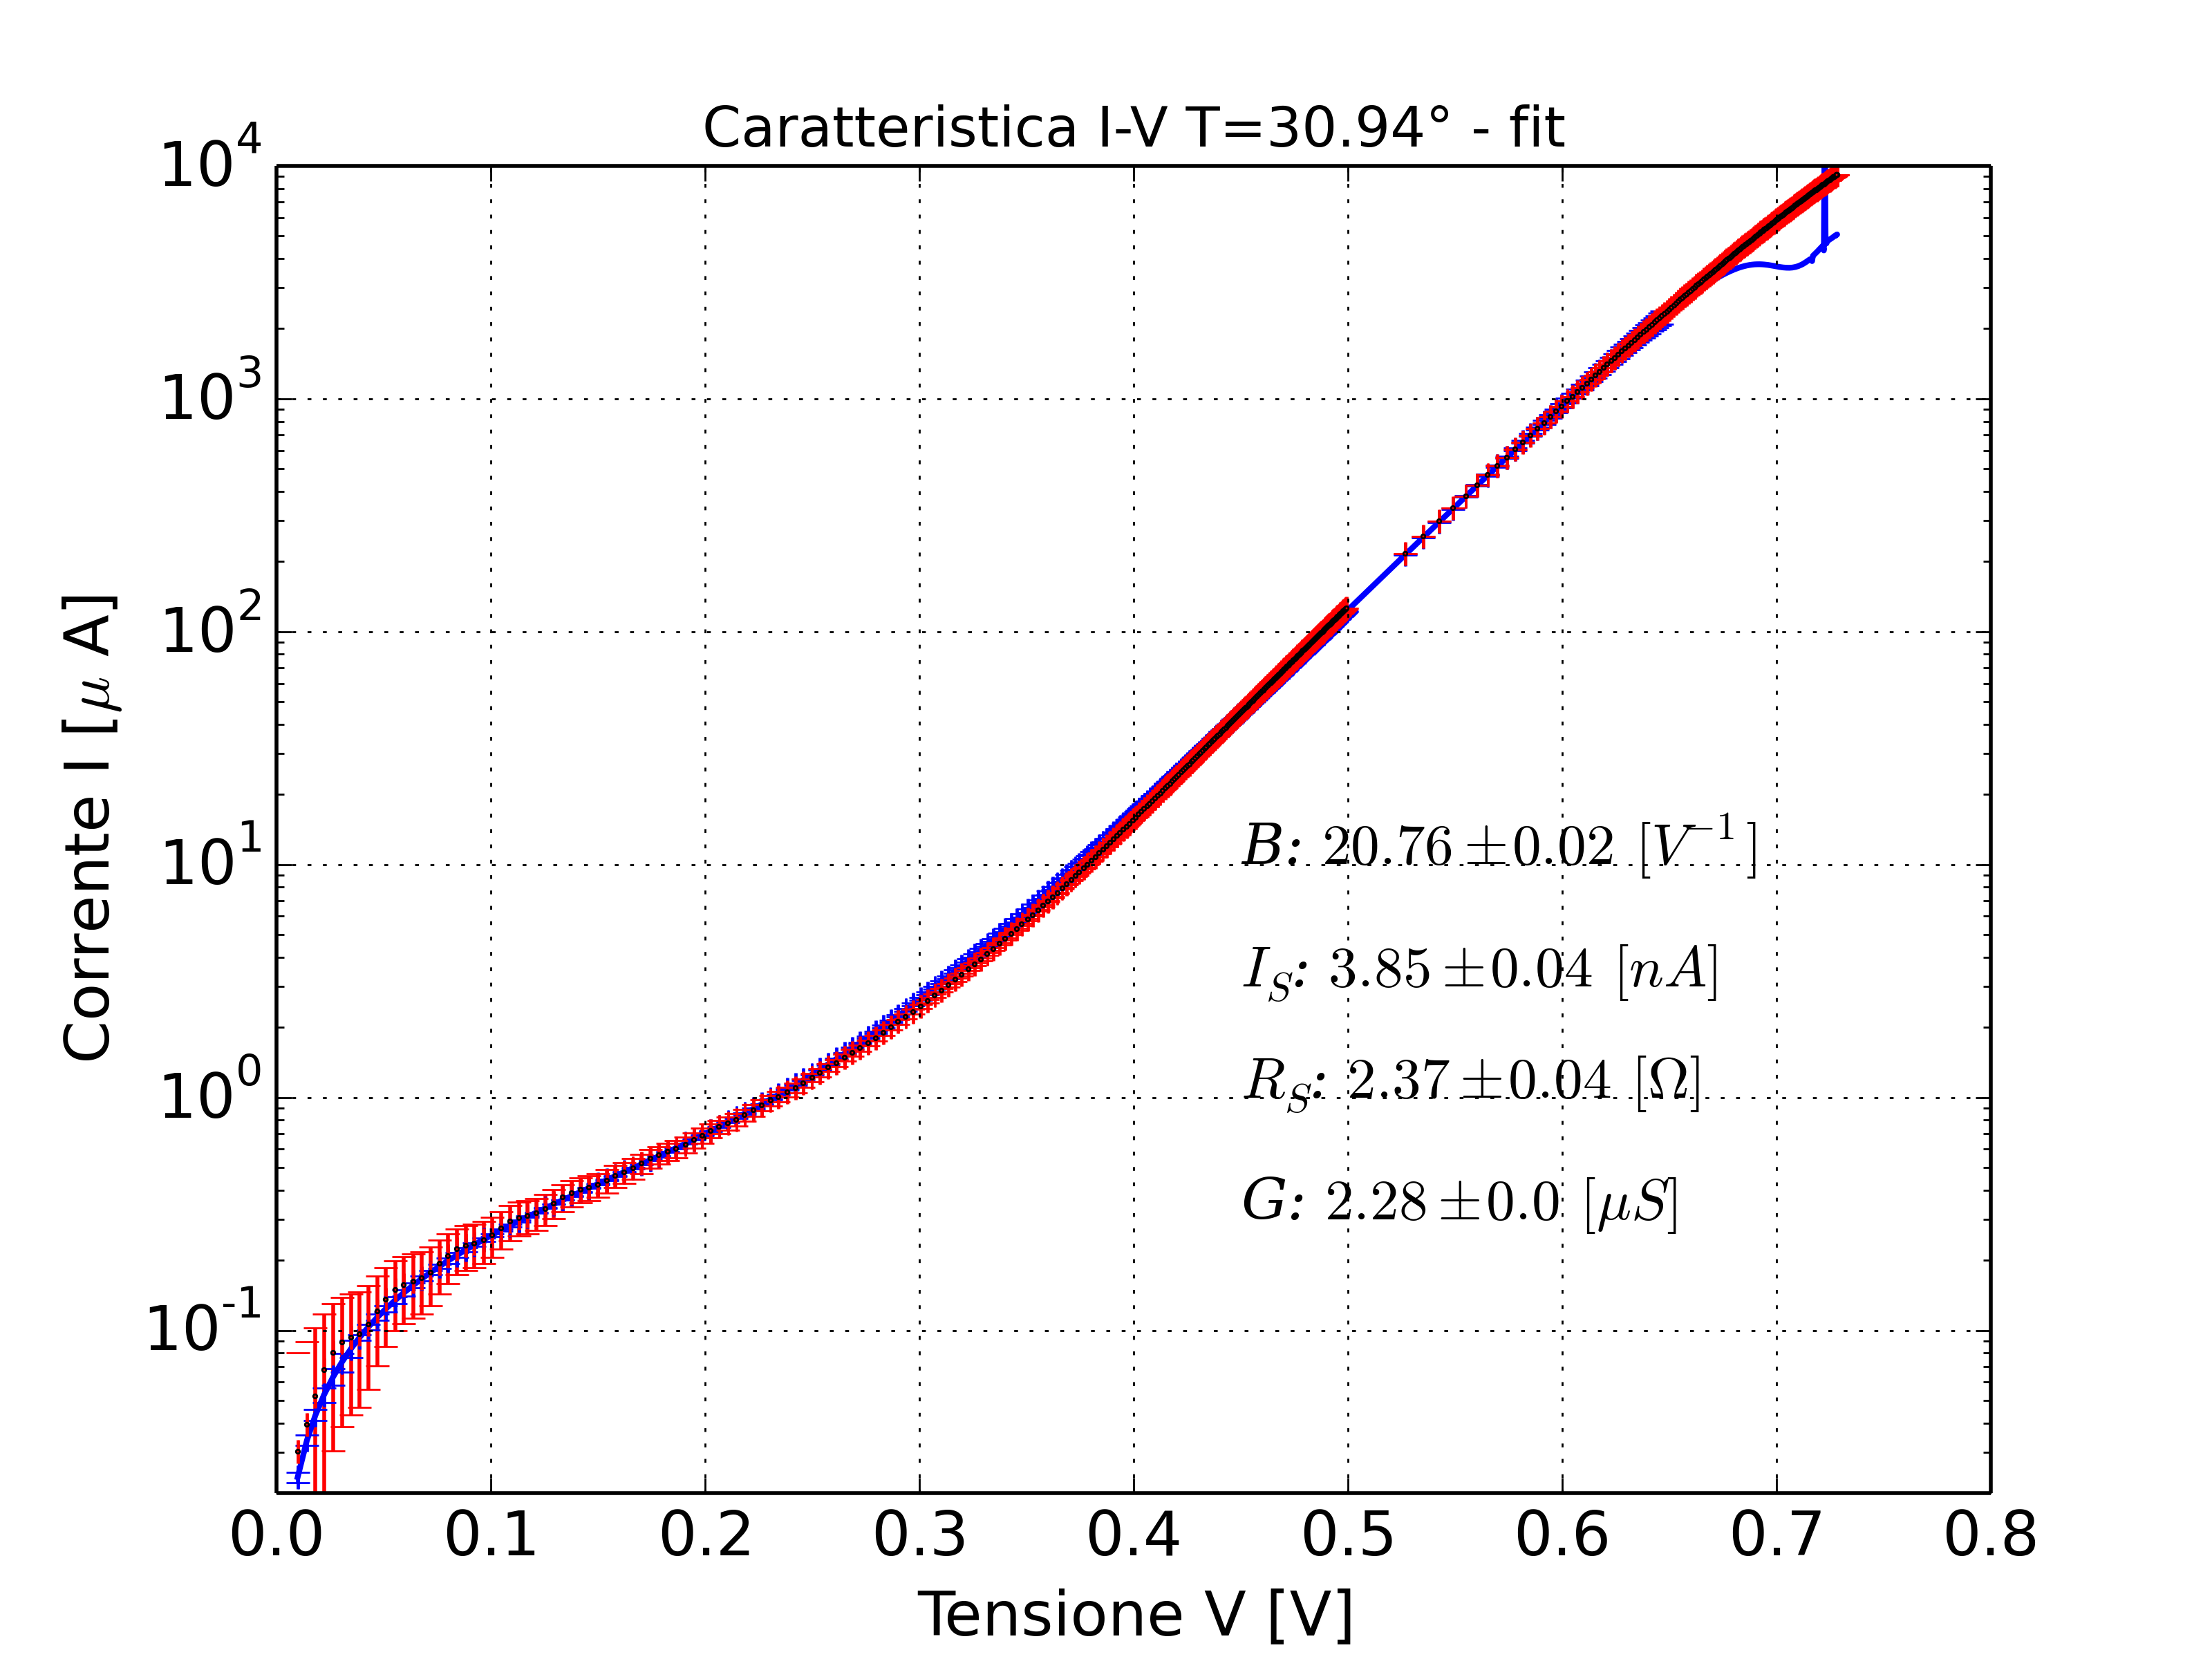 Caratteristica I-V T=30.94° - fit
10^4
10^3
10^2
10^1
10^0
10^-1
Corrente I [μ A]
B: 20.76 ±0.02 [V^−1]
I_S: 3.85 ±0.04 [nA]
R_S: 2.37 ±0.04 [Ω]
G: 2.28 ±0.0 [μS]
0.0 0.1 0.2 0.3 0.4 0.5 0.6 0.7 0.8
Tensione V [V]